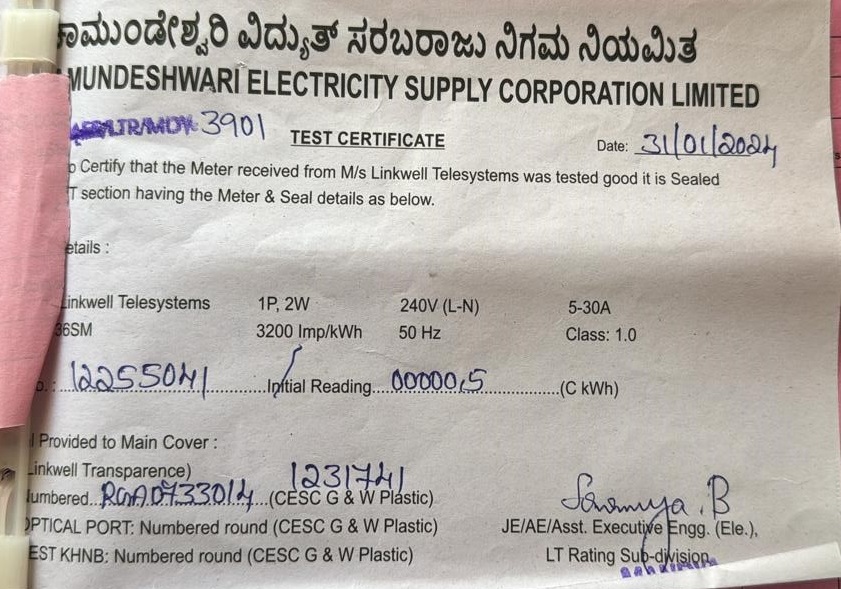 ಾಮುಂಡೇಶ್ವರಿ ವಿದ್ಯುತ್ ಸರಬರಾಜು ನಿಗಮ ನಿಯಮಿತ
MUNDESHWARI ELECTRICITY SUPPLY CORPORATION LIMITED
3901 TEST CERTIFICATE Date: 31/01/2024
o Certify that the Meter received from M/s Linkwell Telesystems was tested good it is Sealed
T section having the Meter & Seal details as below.
etails :
Linkwell Telesystems 1P, 2W 240V (L-N) 5-30A
36SM 3200 Imp/kWh 50 Hz Class: 1.0
o. : 12255041 Initial Reading 00000.5 (C kWh)
l Provided to Main Cover :
Linkwell Transparence) 1231741
umbered (CESC G & W Plastic) Sowmya .B
OPTICAL PORT: Numbered round (CESC G & W Plastic) JE/AE/Asst. Executive Engg. (Ele.),
EST KHNB: Numbered round (CESC G & W Plastic) LT Rating Sub-division